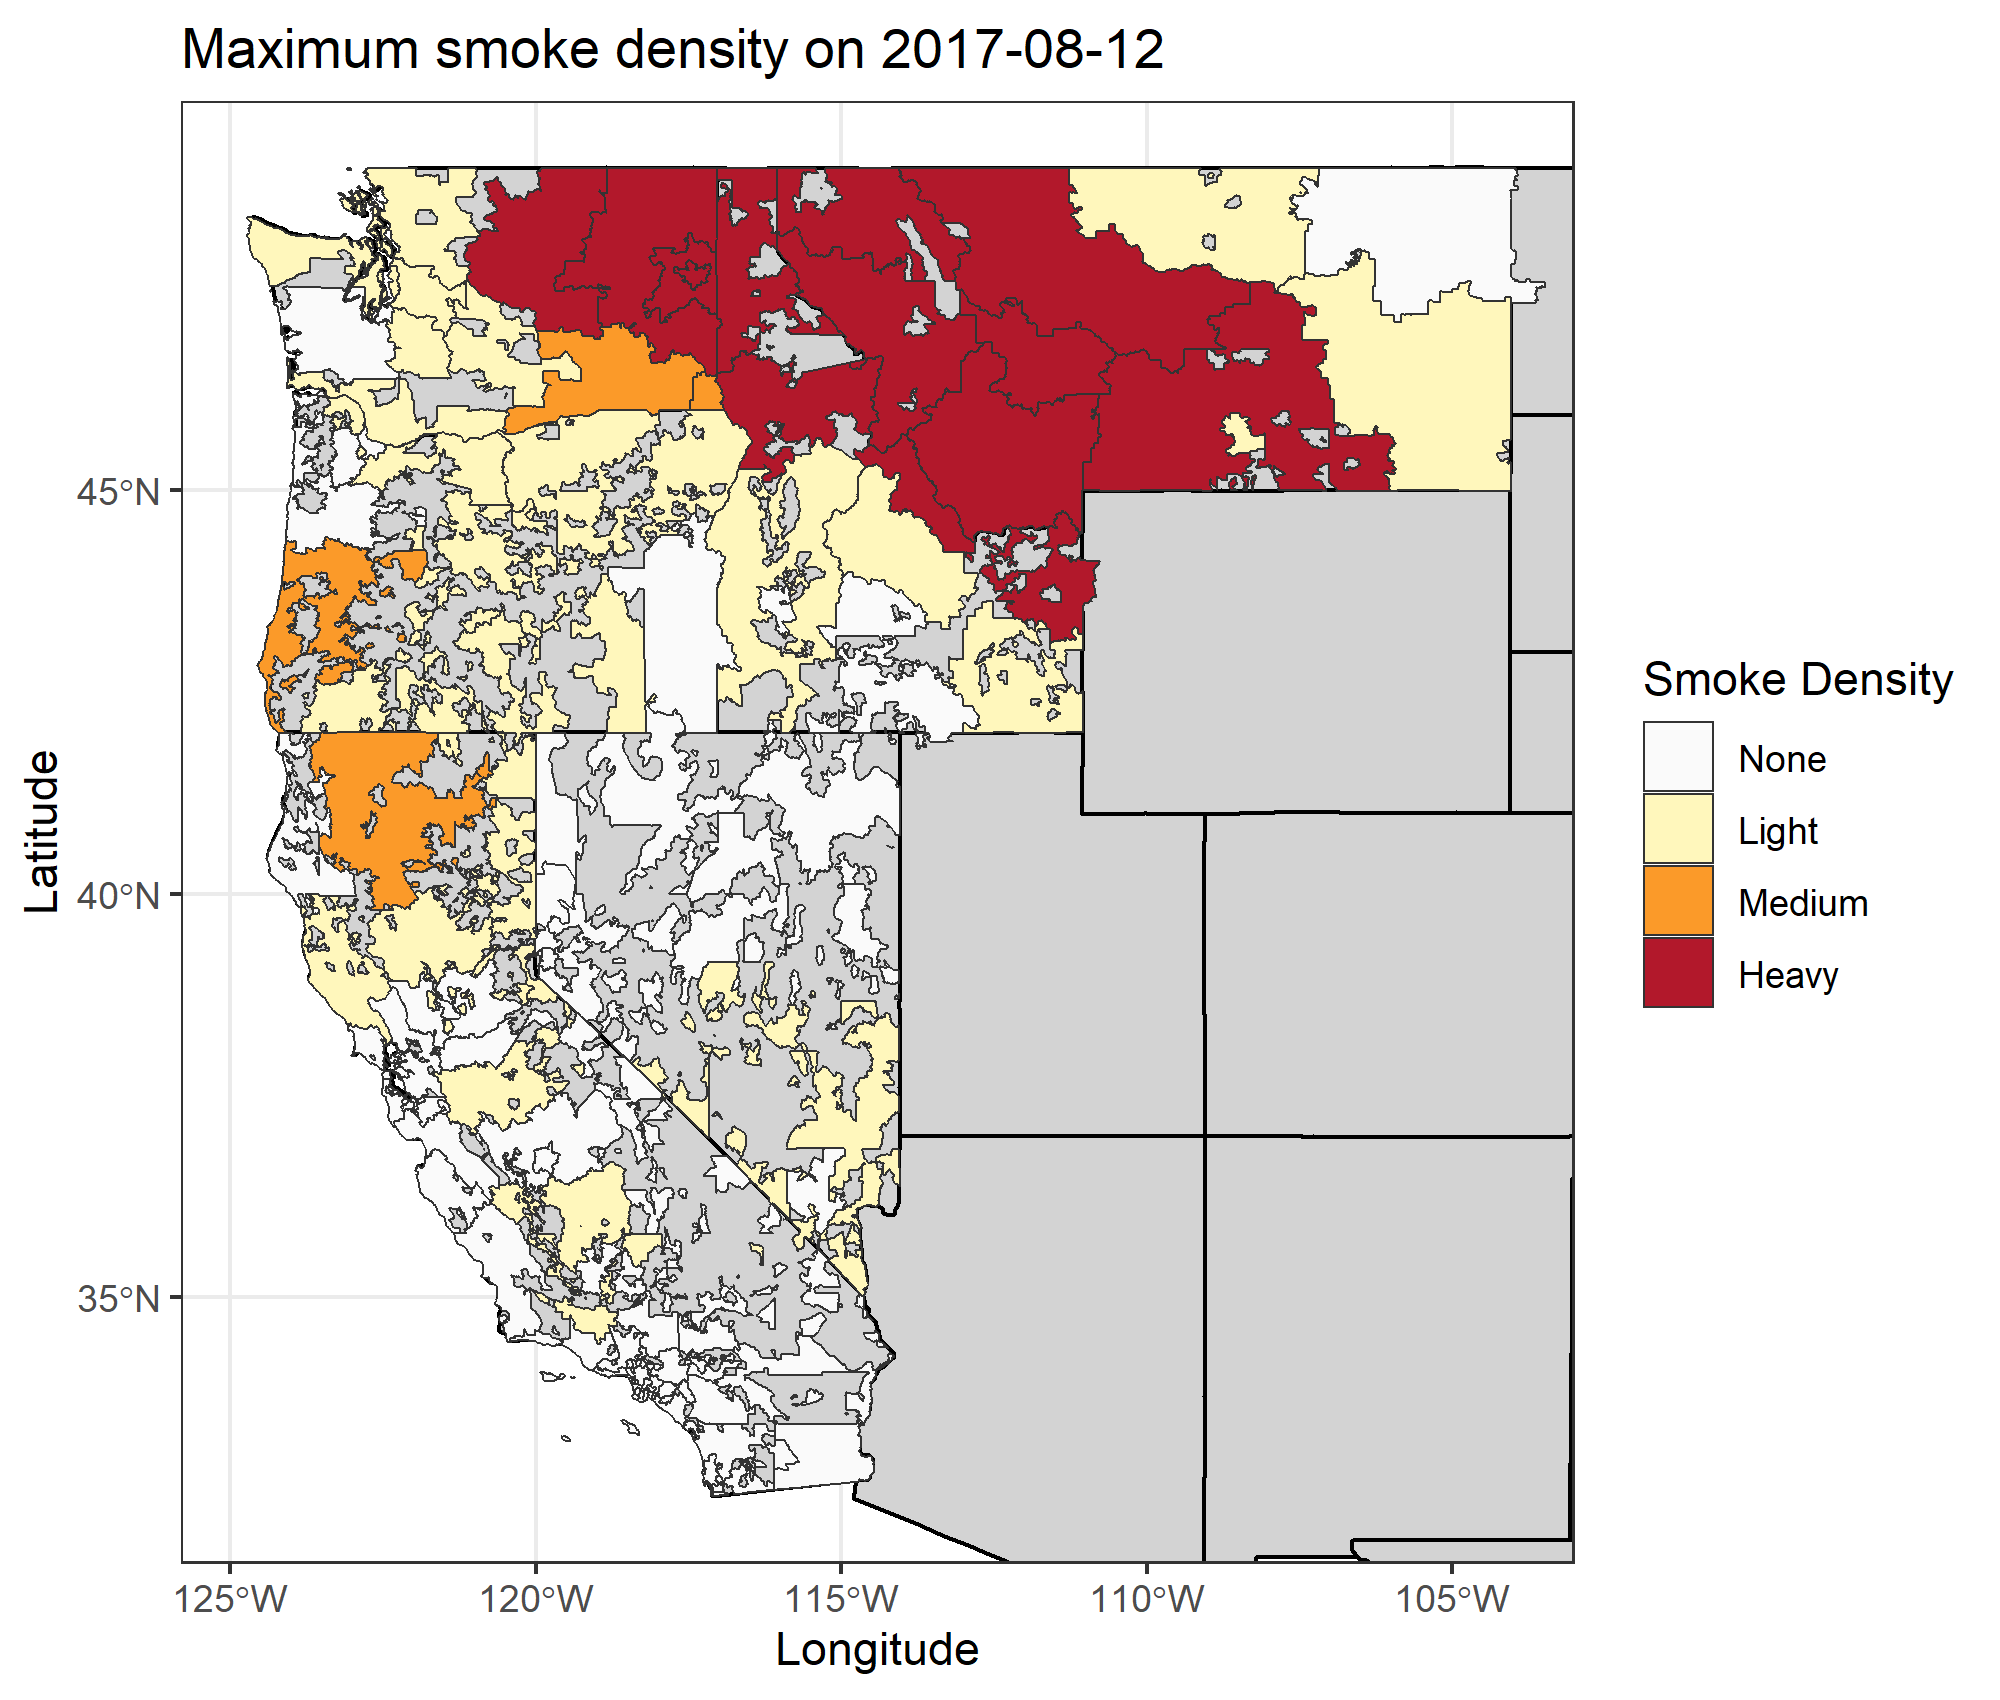 Maximum smoke density on 2017-08-12
45°N
40°N
35°N
Latitude
125°W
120°W
115°W
110°W
105°W
Longitude
Smoke Density
None
Light
Medium
Heavy